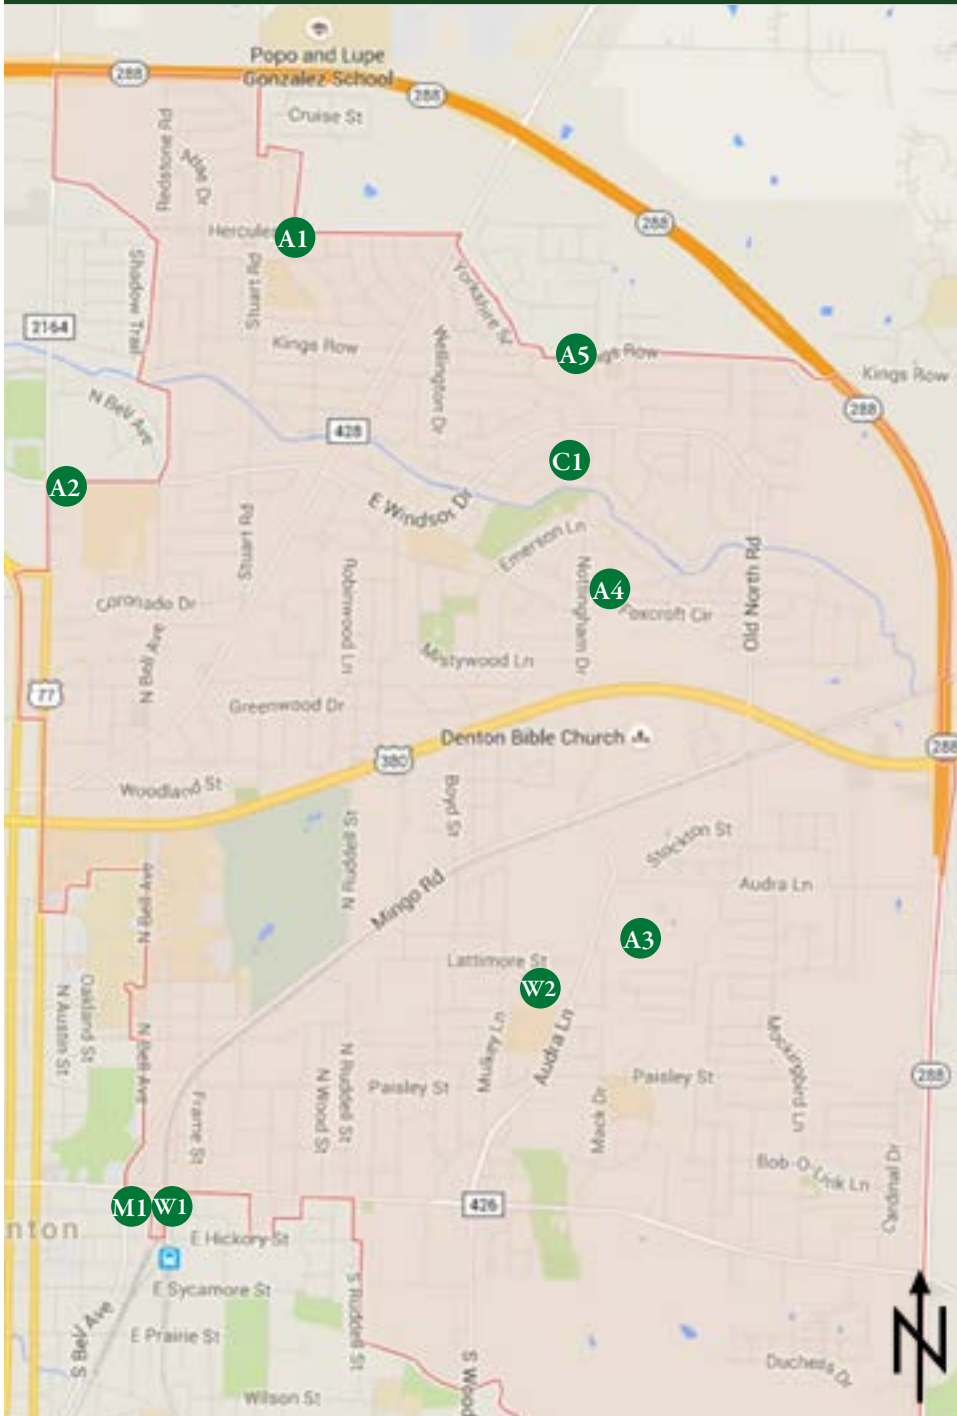 Popo and Lupe
Gonzalez School
288
288
Cruise St
Redstone Rd
Atlae Dr
288
Hercules
A1
Shadow Trail
Stuart Rd
Yorkshire St
2164
Kings Row
Wellington Dr
A5
ngs Row
Kings Row
N Bell Ave
428
288
C1
A2
E Windsor Dr
Stuart Rd
Emerson Ln
Old North Rd
Robinwood Ln
Nottingham Dr
A4
Foxcroft Cir
Coronado Dr
N Bell Ave
Mistywood Ln
77
Greenwood Dr
Denton Bible Church
288
380
Woodland St
Boyd St
N Ruddell St
Stockton St
Mingo Rd
Audra Ln
N Bell Ave
A3
Lattimore St
W2
Oakland St
N Austin St
N Bell Ave
Mulkey Ln
Audra Ln
Mockingbird Ln
N Ruddell St
N Wood St
Paisley St
Paisley St
288
Frame St
Mack Dr
Bob-O-Link Ln
Cardinal Dr
M1
W1
426
nton
E Hickory St
E Sycamore St
S Ruddell St
S Bell Ave
E Prairie St
N
S Wood
Duchess Dr
Wilson St